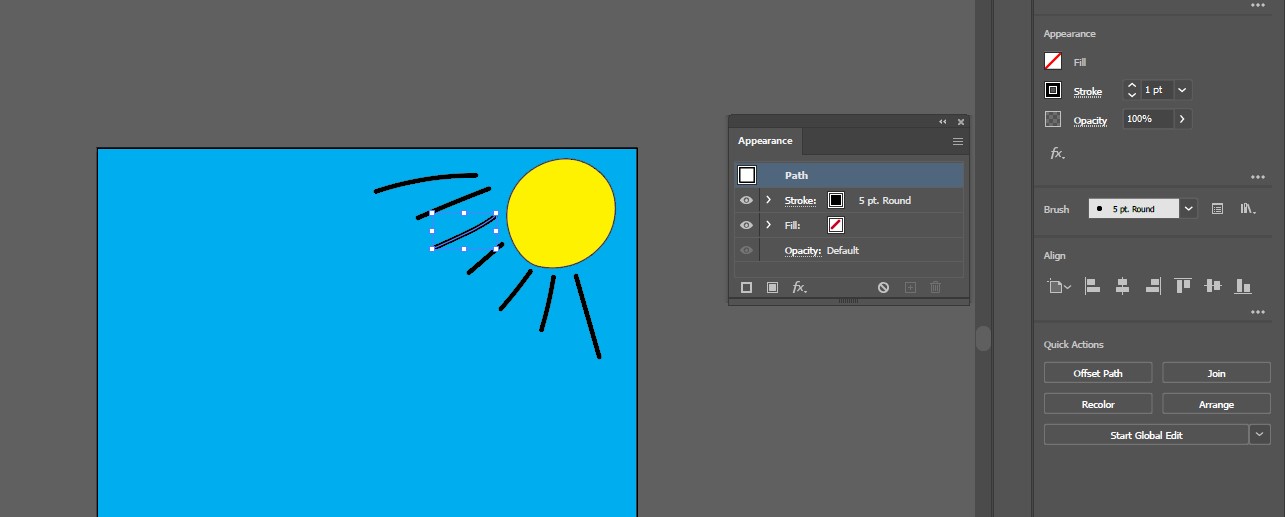 Appearance
Path
Stroke: 5 pt. Round
Fill:
Opacity: Default
fx.
Appearance
Fill
Stroke 1 pt
Opacity 100%
fx.
Brush 5 pt. Round
Align
Quick Actions
Offset Path Join
Recolor Arrange
Start Global Edit